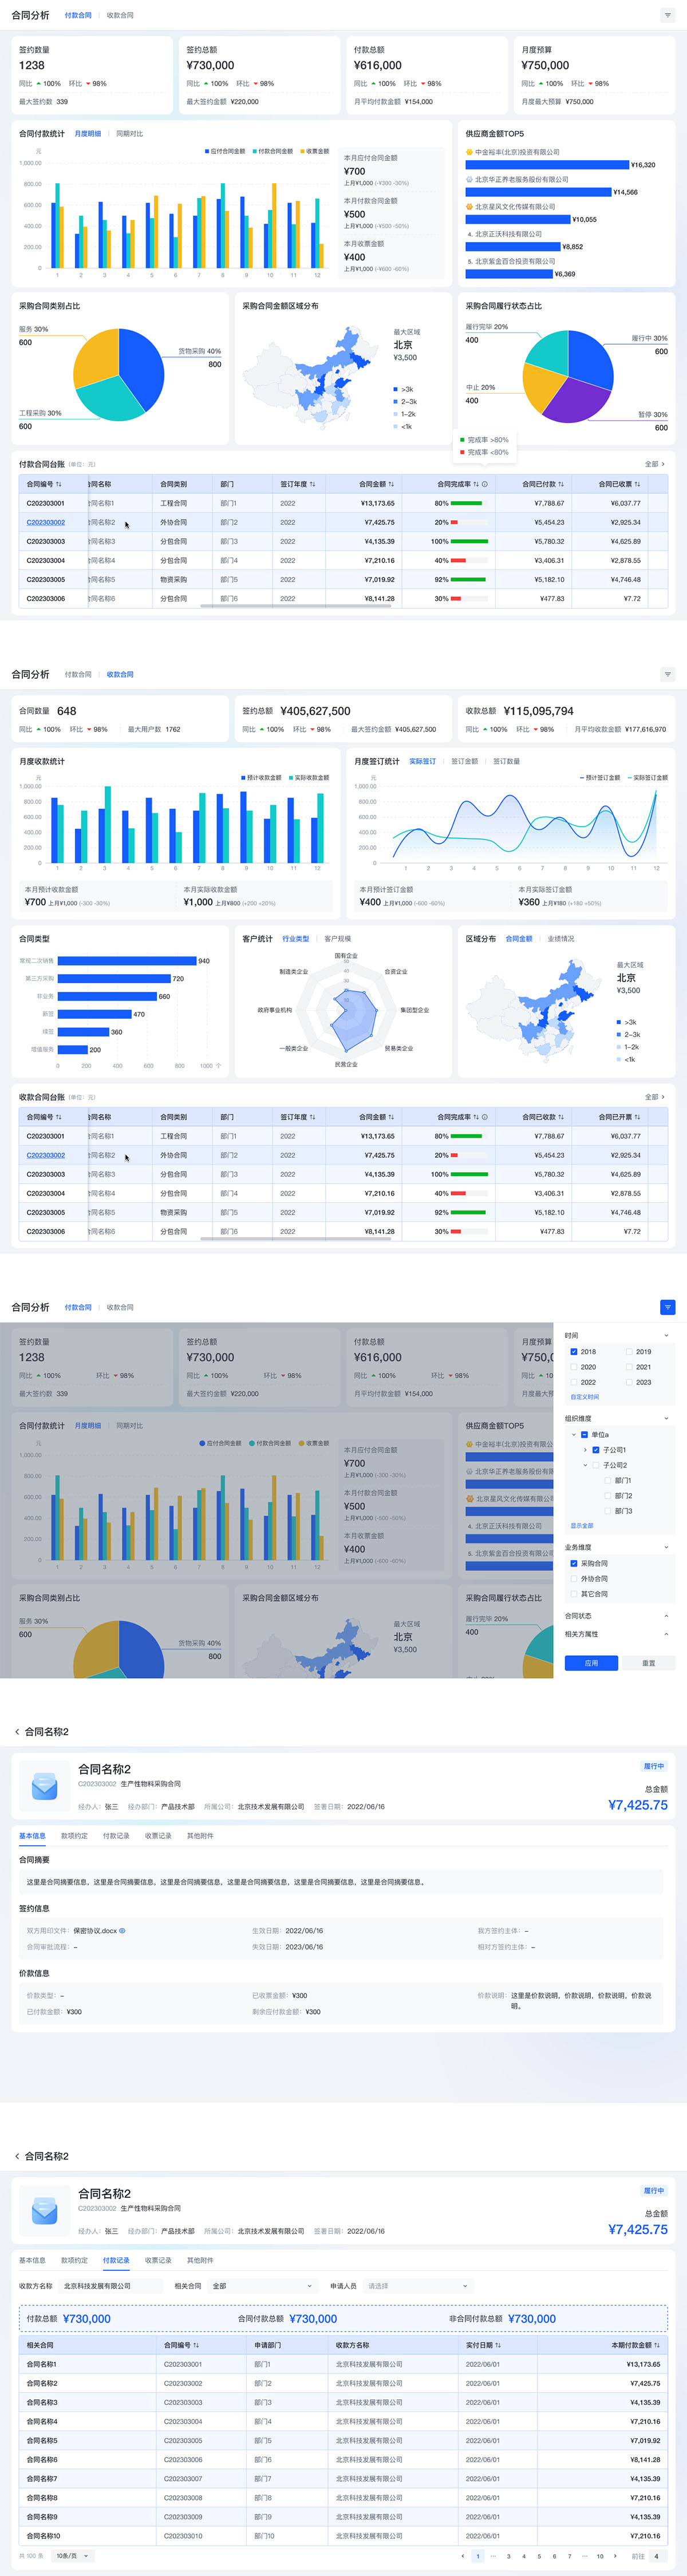 合同分析 付款合同 收款合同
签约数量 签约总额 付款总额 月度预算
1238 ¥730,000 ¥616,000 ¥750,000
同比 100% 环比 98% 同比 100% 环比 98% 同比 100% 环比 98% 同比 100% 环比 98%
最大签约数 339 最大签约金额 ¥220,000 月平均付款金额 ¥154,000 月度最大预算 ¥750,000
合同付款统计 月度明细 同期对比
元 应付合同金额 付款合同金额 收票金额
1,000.00
800.00
600.00
400.00
200.00
0
1 2 3 4 5 6 7 8 9 10 11 12
本月应付合同金额
¥700
上月¥1,000 (-¥300 -30%)
本月付款合同金额
¥500
上月¥1,000 (-¥500 -50%)
本月收票金额
¥400
上月¥1,000 (-¥600 -60%)
供应商金额TOP5
中金裕丰(北京)投资有限公司
¥16,320
北京华正养老服务股份有限公司
¥14,566
北京星风文化传媒有限公司
¥10,055
4. 北京正沃科技有限公司
¥8,852
5. 北京紫金百合投资有限公司
¥6,369
采购合同类别占比
服务 30%
600
货物采购 40%
800
工程采购 30%
600
采购合同金额区域分布
最大区域
北京
¥3,500
>3k
2~3k
1~2k
<1k
采购合同履行状态占比
履行完毕 20%
400
履行中 30%
600
中止 20%
400
暂停 30%
600
完成率 >80%
完成率 <80%
付款合同台账 (单位：元) 全部
合同编号 合同名称 合同类别 部门 签订年度 合同金额 合同完成率 合同已付款 合同已收票
C202303001 合同名称1 工程合同 部门1 2022 ¥13,173.65 80% ¥7,788.67 ¥6,037.77
C202303002 合同名称2 外协合同 部门2 2022 ¥7,425.75 20% ¥5,454.23 ¥2,925.34
C202303003 合同名称3 分包合同 部门3 2022 ¥4,135.39 100% ¥5,780.32 ¥4,625.89
C202303004 合同名称4 分包合同 部门4 2022 ¥7,210.16 40% ¥3,406.31 ¥2,878.55
C202303005 合同名称5 物资采购 部门5 2022 ¥7,019.92 92% ¥5,182.10 ¥4,746.48
C202303006 合同名称6 分包合同 部门6 2022 ¥8,141.28 30% ¥477.83 ¥7.72
合同分析 付款合同 收款合同
合同数量 648 签约总额 ¥405,627,500 收款总额 ¥115,095,794
同比 100% 环比 98% 最大用户数 1762 同比 100% 环比 98% 最大签约金额 ¥405,627,500 同比 100% 环比 98% 月平均收款金额 ¥177,616,970
月度收款统计
元 预计收款金额 实际收款金额
1,000.00
800.00
600.00
400.00
200.00
0
1 2 3 4 5 6 7 8 9 10 11 12
本月预计收款金额 本月实际收款金额
¥700 上月¥1,000 (-300 -30%) ¥1,000 上月¥800 (+200 +20%)
月度签订统计 实际签订 签订金额 签订数量
元 预计签订金额 实际签订金额
1,000.00
800.00
600.00
400.00
200.00
0
1 2 3 4 5 6 7 8 9 10 11 12
本月预计签订金额 本月实际签订金额
¥400 上月¥1,000 (-600 -60%) ¥360 上月¥180 (+180 +50%)
合同类型
常规二次销售 940
第三方采购 720
非业务 660
新签 470
续签 360
增值服务 200
0 200 400 600 800 1000 个
客户统计 行业类型 客户规模
国有企业
合资企业
集团型企业
贸易类企业
民营企业
一般类企业
政府事业机构
制造类企业
区域分布 合同金额 业绩情况
最大区域
北京
¥3,500
>3k
2~3k
1~2k
<1k
收款合同台账 (单位：元) 全部
合同编号 合同名称 合同类别 部门 签订年度 合同金额 合同完成率 合同已付款 合同已开票
C202303001 合同名称1 工程合同 部门1 2022 ¥13,173.65 80% ¥7,788.67 ¥6,037.77
C202303002 合同名称2 外协合同 部门2 2022 ¥7,425.75 20% ¥5,454.23 ¥2,925.34
C202303003 合同名称3 分包合同 部门3 2022 ¥4,135.39 100% ¥5,780.32 ¥4,625.89
C202303004 合同名称4 分包合同 部门4 2022 ¥7,210.16 40% ¥3,406.31 ¥2,878.55
C202303005 合同名称5 物资采购 部门5 2022 ¥7,019.92 92% ¥5,182.10 ¥4,746.48
C202303006 合同名称6 分包合同 部门6 2022 ¥8,141.28 30% ¥477.83 ¥7.72
合同分析 付款合同 收款合同
签约数量 签约总额 付款总额 月度预算
1238 ¥730,000 ¥616,000 ¥750,0
同比 100% 环比 98% 同比 100% 环比 98% 同比 100% 环比 98% 同比 10
最大签约数 339 最大签约金额 ¥220,000 月平均付款金额 ¥154,000 月度最大预
合同付款统计 月度明细 同期对比
元 应付合同金额 付款合同金额 收票金额
1,000.00
800.00
600.00
400.00
200.00
0
1 2 3 4 5 6 7 8 9 10 11 12
本月应付合同金额
¥700
上月¥1,000 (-300 -30%)
本月付款合同金额
¥500
上月¥1,000 (-500 -50%)
本月收票金额
¥400
上月¥1,000 (-600 -60%)
供应商金额TOP5
中金裕丰(北京)投资有限公司
北京华正养老服务股份有限
北京星风文化传媒有限公司
4. 北京正沃科技有限公司
5. 北京紫金百合投资有限公司
采购合同类别占比
服务 30%
600
货物采购 40%
800
采购合同金额区域分布
最大区域
北京
¥3,500
采购合同履行状态占比
履行完毕 20%
400
时间
2018 2019
2020 2021
2022 2023
自定义时间
组织维度
单位a
子公司1
子公司2
部门1
部门2
部门3
显示全部
业务维度
采购合同
外协合同
其它合同
合同状态
相关方属性
应用 重置
合同名称2
合同名称2 履行中
C202303002 生产性物料采购合同 总金额
经办人：张三 经办部门：产品技术部 所属公司：北京技术发展有限公司 签署日期：2022/06/16 ¥7,425.75
基本信息 款项约定 付款记录 收票记录 其他附件
合同摘要
这里是合同摘要信息，这里是合同摘要信息，这里是合同摘要信息，这里是合同摘要信息，这里是合同摘要信息，这里是合同摘要信息。
签约信息
双方用印文件：保密协议.docx 生效日期：2022/06/16 我方签约主体：–
合同审批流程：– 失效日期：2023/06/16 相对方签约主体：–
价款信息
价款类型：– 已收票金额：¥300 价款说明：这里是价款说明，价款说明，价款说明，价款说
明。
已付款金额：¥300 剩余应付款金额：¥300
合同名称2
合同名称2 履行中
C202303002 生产性物料采购合同 总金额
经办人：张三 经办部门：产品技术部 所属公司：北京技术发展有限公司 签署日期：2022/06/16 ¥7,425.75
基本信息 款项约定 付款记录 收票记录 其他附件
收款方名称 北京科技发展有限公司 相关合同 全部 申请人员 请选择
付款总额 ¥730,000 合同付款总额 ¥730,000 非合同付款总额 ¥730,000
相关合同 合同编号 申请部门 收款方名称 实付日期 本期付款金额
合同名称1 C202303001 部门1 北京科技发展有限公司 2022/06/01 ¥13,173.65
合同名称2 C202303002 部门2 北京科技发展有限公司 2022/06/01 ¥7,425.75
合同名称3 C202303003 部门3 北京科技发展有限公司 2022/06/01 ¥4,135.39
合同名称4 C202303004 部门4 北京科技发展有限公司 2022/06/01 ¥7,210.16
合同名称5 C202303005 部门5 北京科技发展有限公司 2022/06/01 ¥7,019.92
合同名称6 C202303006 部门6 北京科技发展有限公司 2022/06/01 ¥8,141.28
合同名称7 C202303007 部门7 北京科技发展有限公司 2022/06/01 ¥4,135.39
合同名称8 C202303008 部门8 北京科技发展有限公司 2022/06/01 ¥7,210.16
合同名称9 C202303009 部门9 北京科技发展有限公司 2022/06/01 ¥4,135.39
合同名称10 C202303010 部门10 北京科技发展有限公司 2022/06/01 ¥7,210.16
共 100 条 10条/页 1 ··· 3 4 5 6 7 ··· 10 前往 4